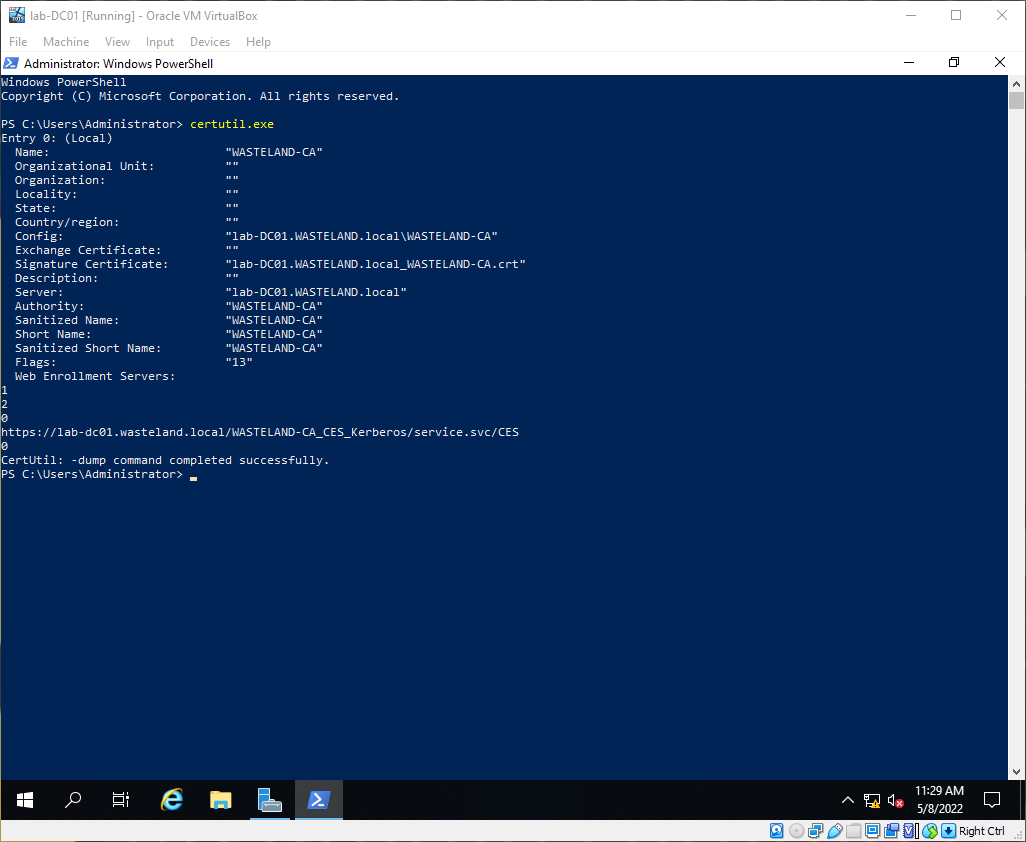 lab-DC01 [Running] - Oracle VM VirtualBox
File Machine View Input Devices Help
Administrator: Windows PowerShell
Windows PowerShell
Copyright (C) Microsoft Corporation. All rights reserved.
PS C:\Users\Administrator> certutil.exe
Entry 0: (Local)
Name: "WASTELAND-CA"
Organizational Unit: ""
Organization: ""
Locality: ""
State: ""
Country/region: ""
Config: "lab-DC01.WASTELAND.local\WASTELAND-CA"
Exchange Certificate: ""
Signature Certificate: "lab-DC01.WASTELAND.local_WASTELAND-CA.crt"
Description: ""
Server: "lab-DC01.WASTELAND.local"
Authority: "WASTELAND-CA"
Sanitized Name: "WASTELAND-CA"
Short Name: "WASTELAND-CA"
Sanitized Short Name: "WASTELAND-CA"
Flags: "13"
Web Enrollment Servers:
1
2
0
https://lab-dc01.wasteland.local/WASTELAND-CA_CES_Kerberos/service.svc/CES
0
CertUtil: -dump command completed successfully.
PS C:\Users\Administrator>
11:29 AM
5/8/2022
Right Ctrl